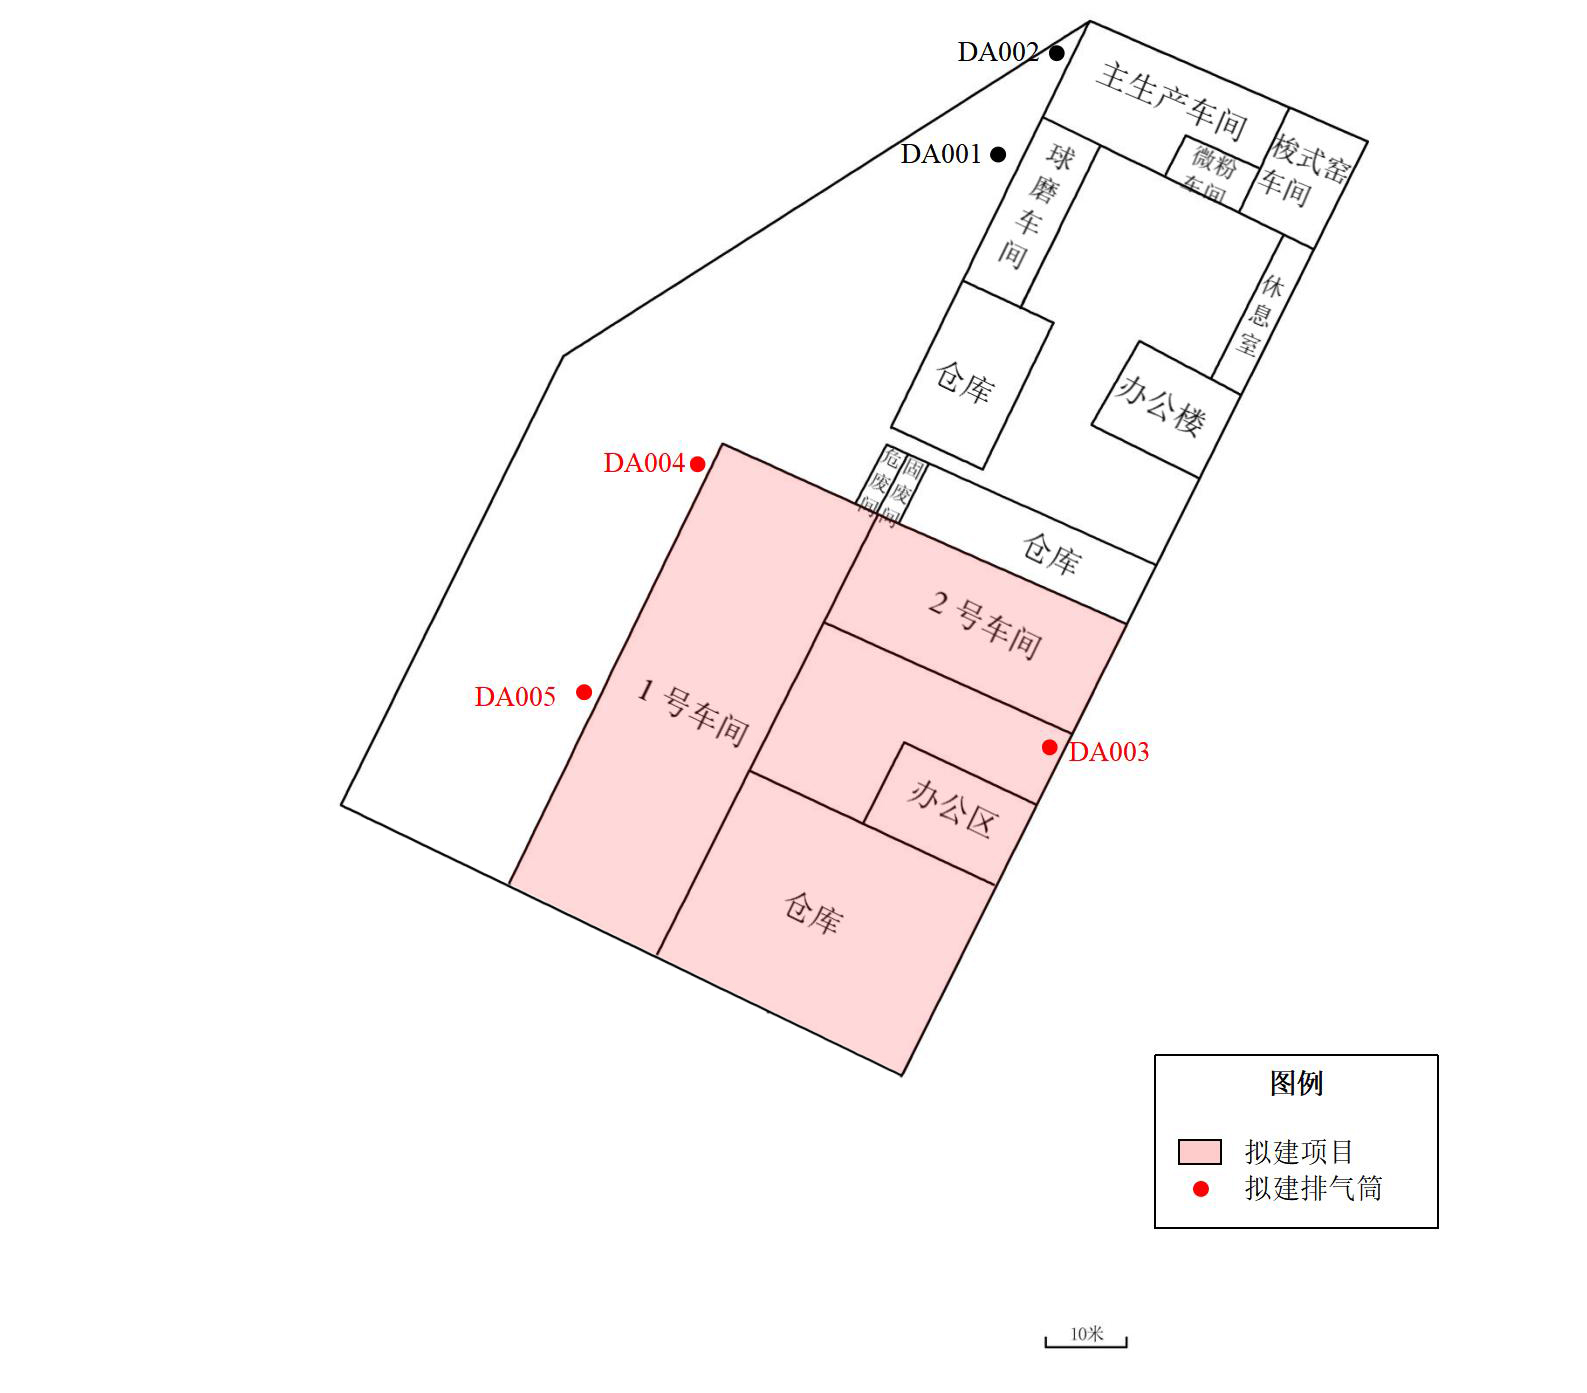 DA002
主生产车间
梭式窑
车间
微粉
车间
DA001
球磨车间
休息室
仓库
办公楼
危废间
固废间
仓库
DA004
2 号车间
DA005
1 号车间
DA003
办公区
仓库
图例
拟建项目
拟建排气筒
10米